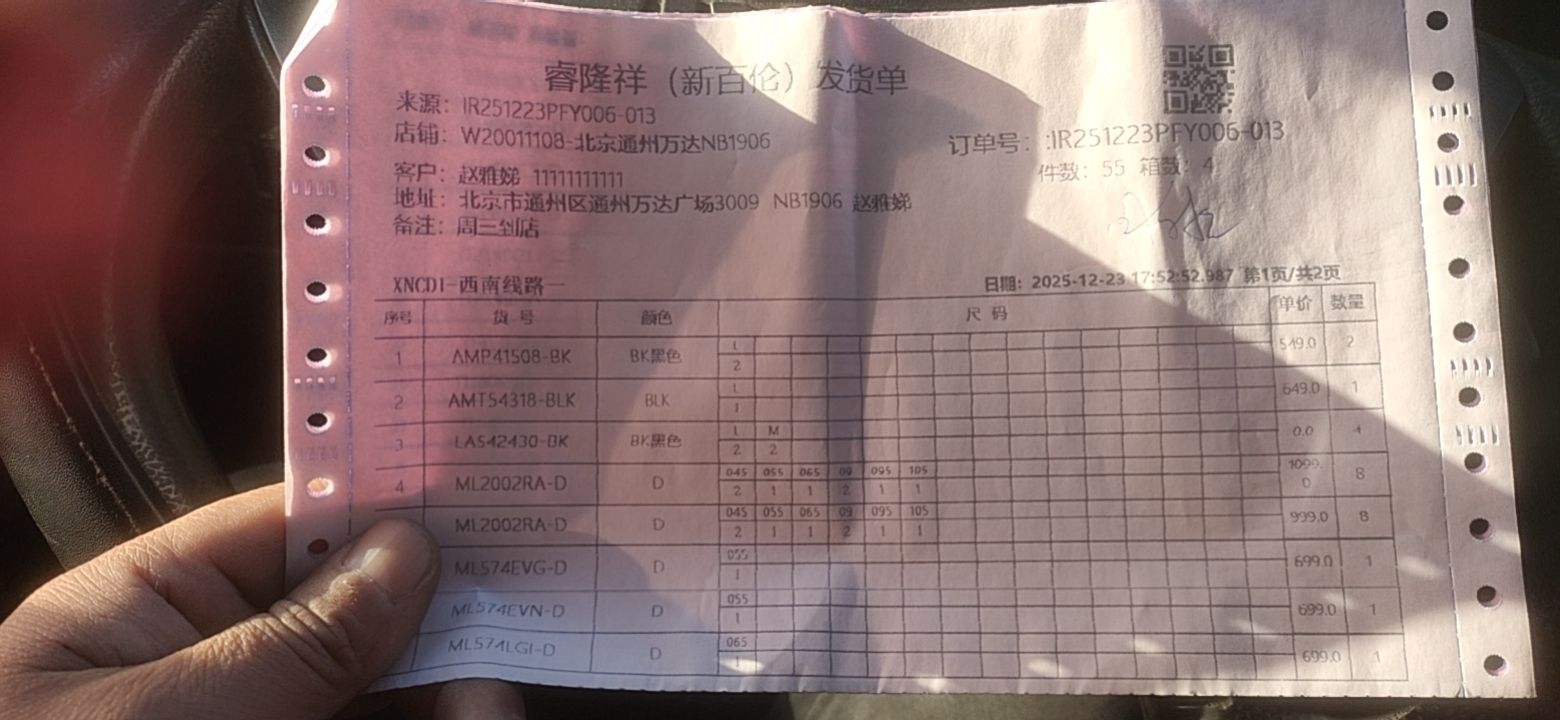 睿隆祥（新百伦）发货单
来源：IR251223PFY006-013
店铺：W20011108-北京通州万达NB1906
订单号：:IR251223PFY006-013
件数：55 箱数：4
客户：赵雅娣 11111111111
地址：北京市通州区通州万达广场3009 NB1906 赵雅娣
备注：周三到店
XNCD1-西南线路一
日期：2025-12-23 17:52:52.987 第1页/共2页
序号 货号 颜色 尺码 单价 数量
L
1 AMP41508-BK BK黑色 549.0 2
2
L
2 AMT54318-BLK BLK 649.0 1
1
L M
3 LA542430-BK BK黑色 0.0 4
2 2
045 055 065 09 095 105
4 ML2002RA-D D 1099.0 8
2 1 1 2 1 1
045 055 065 09 095 105
ML2002RA-D D 999.0 8
2 1 1 2 1 1
055
ML574EVG-D D 699.0 1
1
055
ML574EVN-D D 699.0 1
1
065
ML574LGI-D D 699.0 1
1